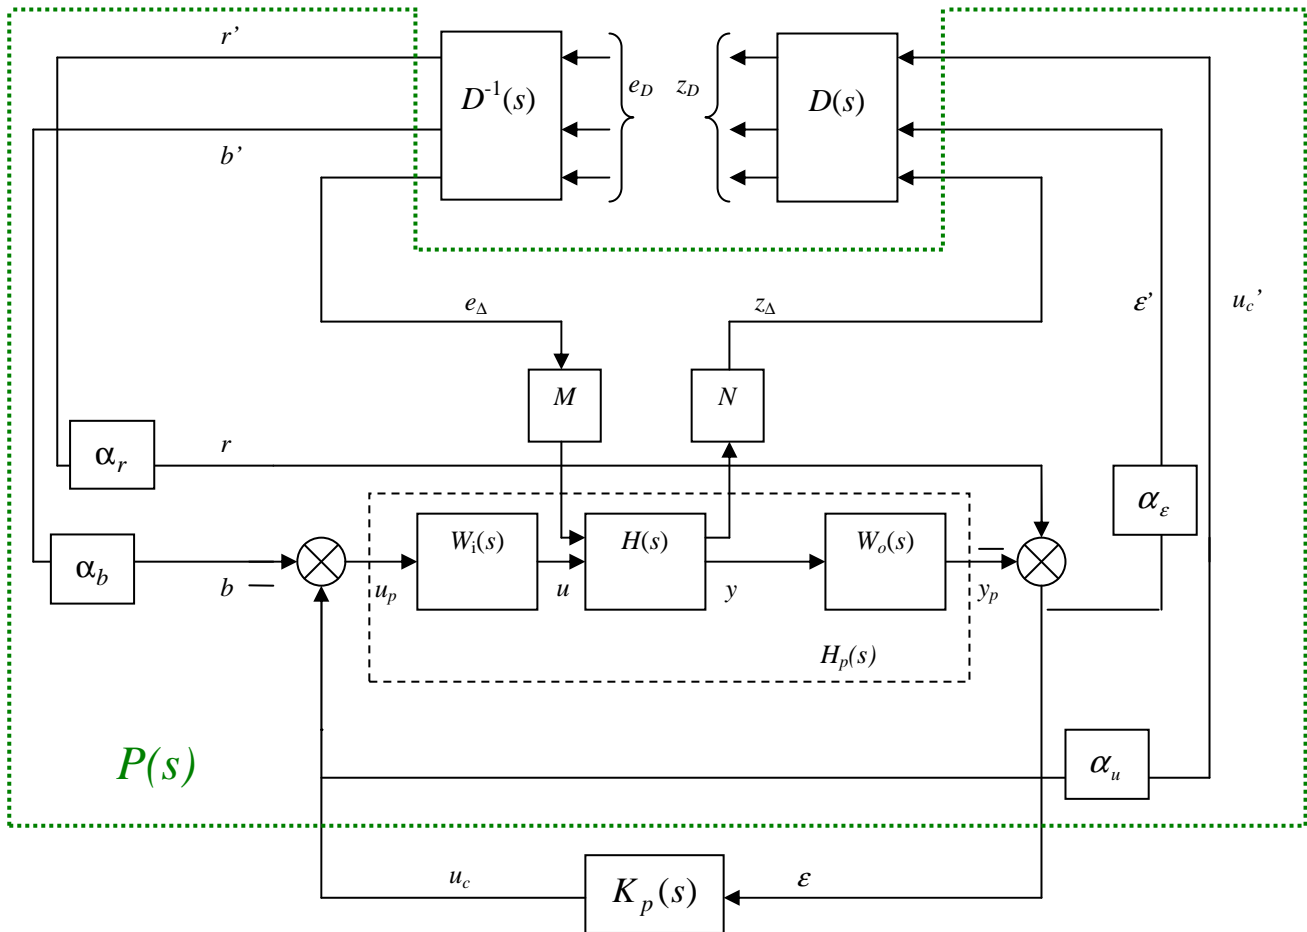 r'
D⁻¹(s)
e_D
z_D
D(s)
b'
e_Δ
z_Δ
ε'
u_c'
M
N
α_r
r
α_ε
W_i(s)
H(s)
W_o(s)
α_b
b
u_p
u
y
y_p
H_p(s)
P(s)
α_u
u_c
K_p(s)
ε